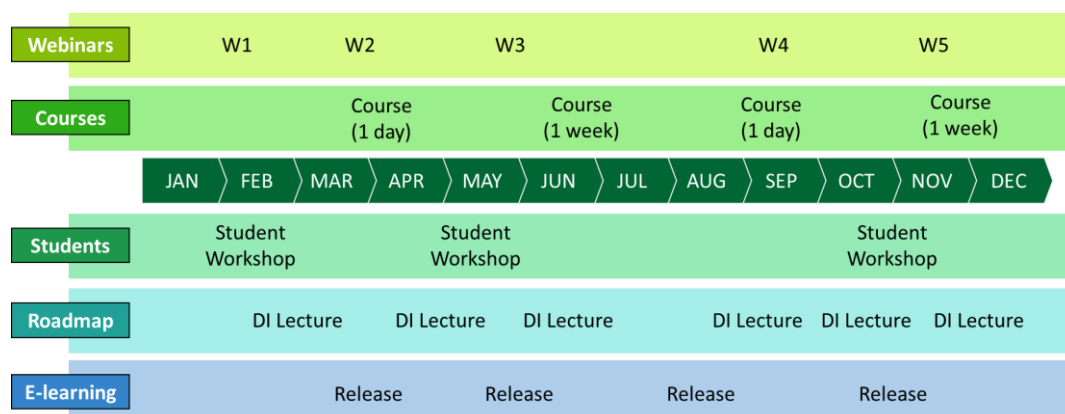 Webinars W1 W2 W3 W4 W5
Courses
Course (1 day)
Course (1 week)
Course (1 day)
Course (1 week)
JAN FEB MAR APR MAY JUN JUL AUG SEP OCT NOV DEC
Students
Student Workshop
Student Workshop
Student Workshop
Roadmap DI Lecture DI Lecture DI Lecture DI Lecture DI Lecture DI Lecture
E-learning Release Release Release Release